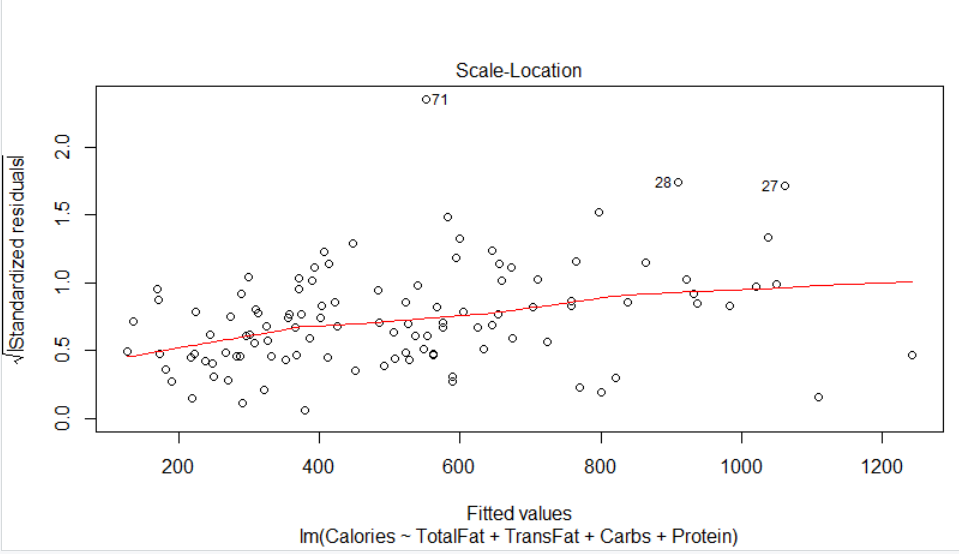 Scale-Location
√|Standardized residuals|
2.0
1.5
1.0
0.5
0.0
71
28
27
200 400 600 800 1000 1200
Fitted values
lm(Calories ~ TotalFat + TransFat + Carbs + Protein)